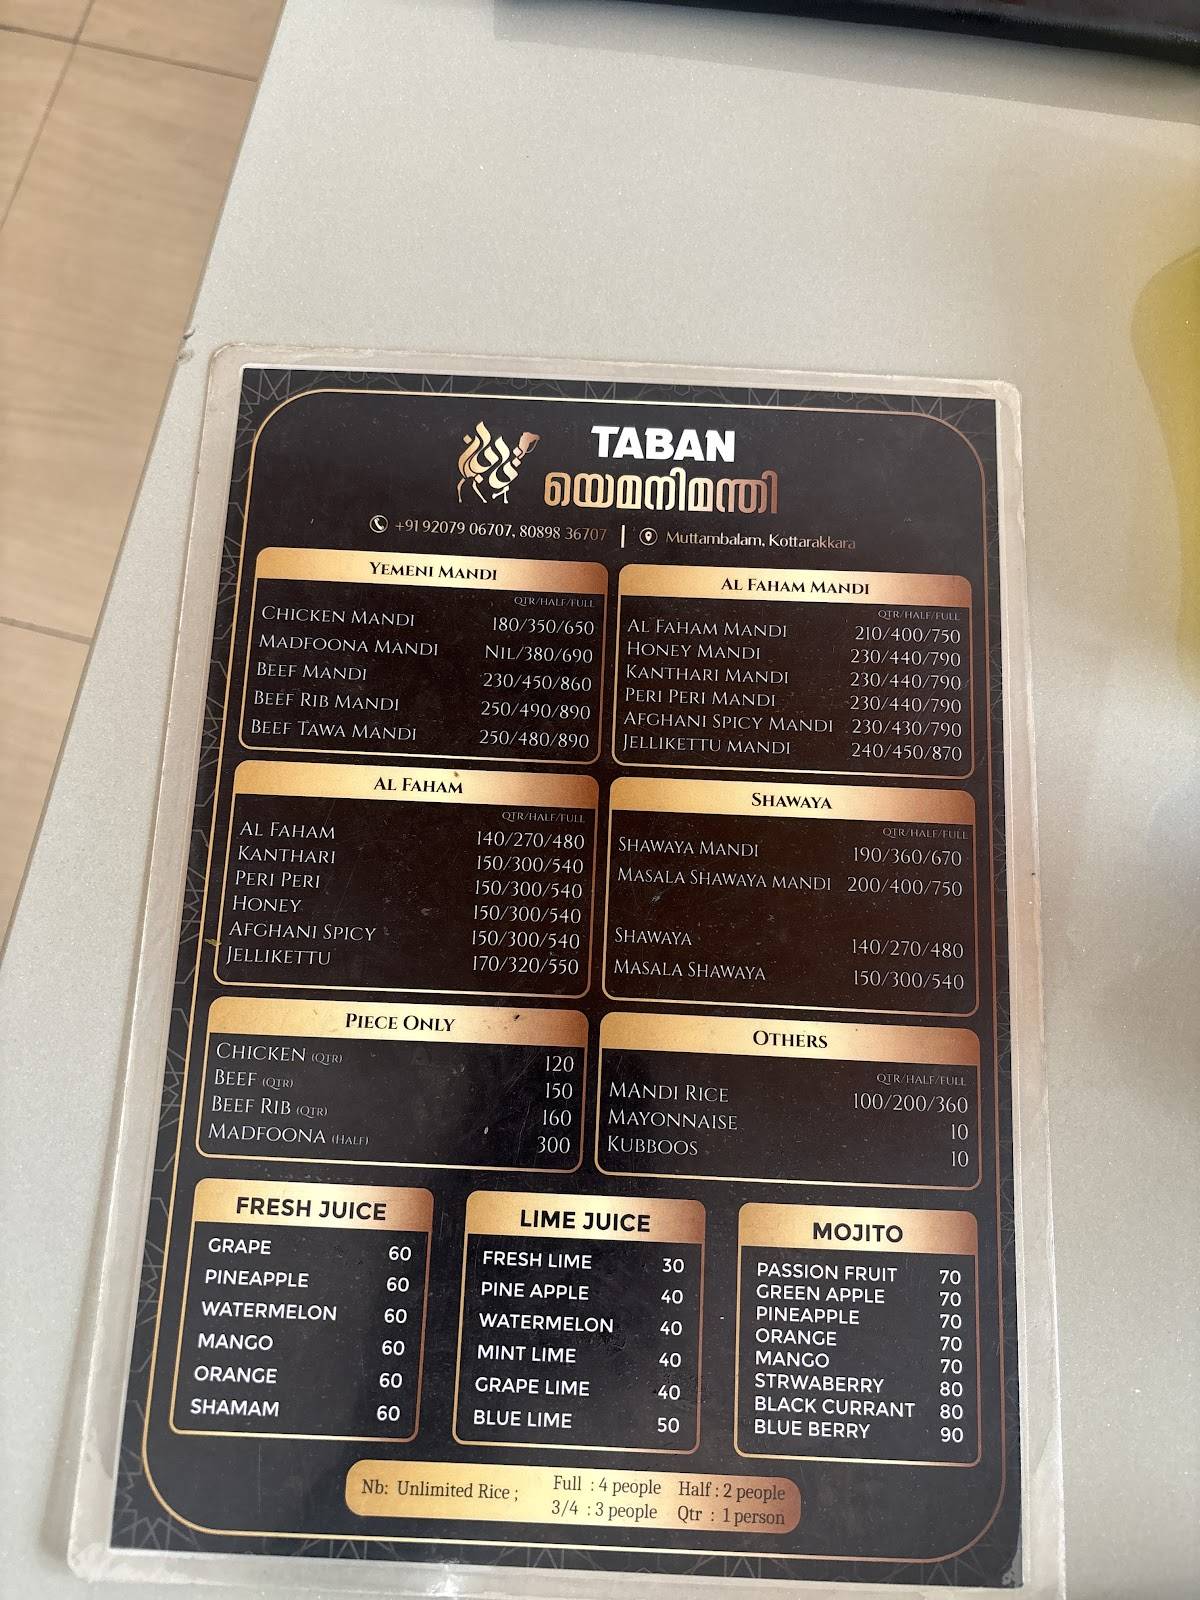 TABAN
യെമനിമന്തി
+91 92079 06707, 80898 36707 | Muttambalam, Kottarakkara
YEMENI MANDI
QTR/HALF/FULL
CHICKEN MANDI 180/350/650
MADFOONA MANDI NIL/380/690
BEEF MANDI 230/450/860
BEEF RIB MANDI 250/490/890
BEEF TAWA MANDI 250/480/890
AL FAHAM MANDI
QTR/HALF/FULL
AL FAHAM MANDI 210/400/750
HONEY MANDI 230/440/790
KANTHARI MANDI 230/440/790
PERI PERI MANDI 230/440/790
AFGHANI SPICY MANDI 230/430/790
JELLIKETTU MANDI 240/450/870
AL FAHAM
QTR/HALF/FULL
AL FAHAM 140/270/480
KANTHARI 150/300/540
PERI PERI 150/300/540
HONEY 150/300/540
AFGHANI SPICY 150/300/540
JELLIKETTU 170/320/550
SHAWAYA
QTR/HALF/FULL
SHAWAYA MANDI 190/360/670
MASALA SHAWAYA MANDI 200/400/750
SHAWAYA 140/270/480
MASALA SHAWAYA 150/300/540
PIECE ONLY
CHICKEN (QTR) 120
BEEF (QTR) 150
BEEF RIB (QTR) 160
MADFOONA (HALF) 300
OTHERS
QTR/HALF/FULL
MANDI RICE 100/200/360
MAYONNAISE 10
KUBBOOS 10
FRESH JUICE
GRAPE 60
PINEAPPLE 60
WATERMELON 60
MANGO 60
ORANGE 60
SHAMAM 60
LIME JUICE
FRESH LIME 30
PINE APPLE 40
WATERMELON 40
MINT LIME 40
GRAPE LIME 40
BLUE LIME 50
MOJITO
PASSION FRUIT 70
GREEN APPLE 70
PINEAPPLE 70
ORANGE 70
MANGO 70
STRWABERRY 80
BLACK CURRANT 80
BLUE BERRY 90
Nb: Unlimited Rice ; Full : 4 people Half : 2 people
3/4 : 3 people Qtr : 1 person